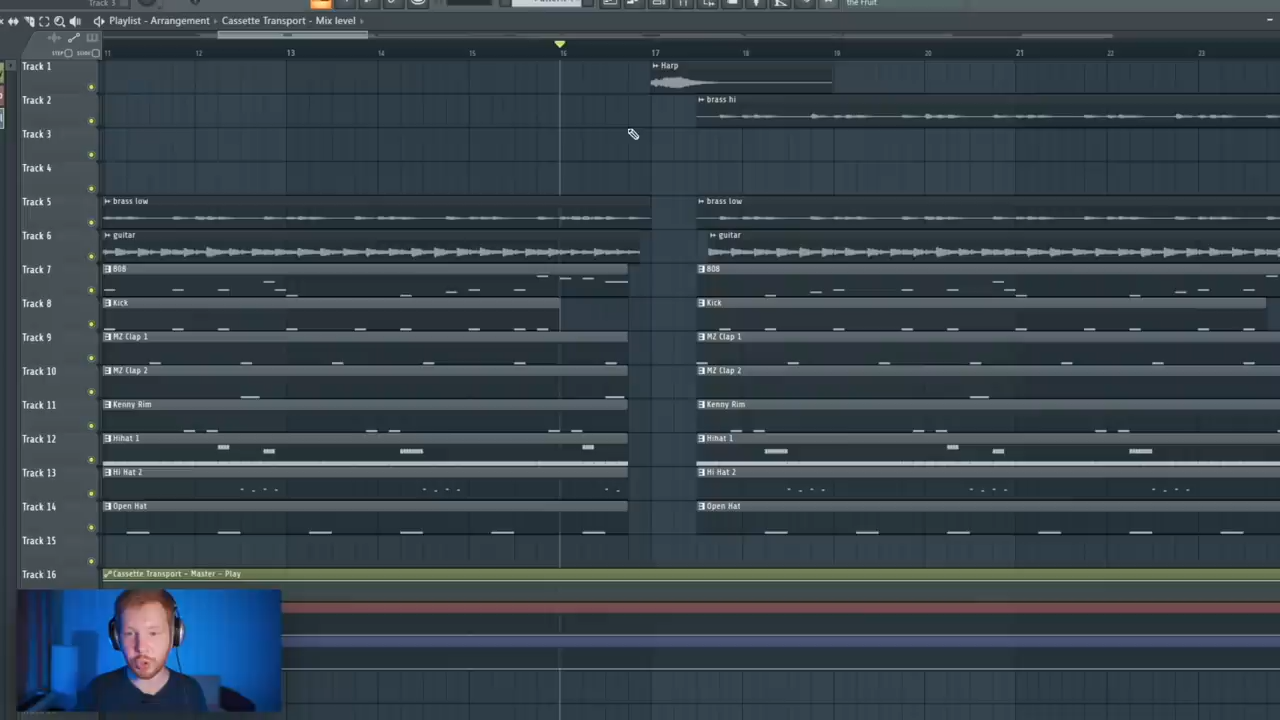 Track 3
the Fruit
Playlist - Arrangement ▸ Cassette Transport - Mix level ▸
STEP SLIDE
11 12 13 14 15 16 17 18 19 20 21 22 23
Track 1 Harp
Track 2 brass hi
Track 3
Track 4
Track 5 brass low brass low
Track 6 guitar guitar
Track 7 808 808
Track 8 Kick Kick
Track 9 MZ Clap 1 MZ Clap 1
Track 10 MZ Clap 2 MZ Clap 2
Track 11 Kenny Rim Kenny Rim
Track 12 Hihat 1 Hihat 1
Track 13 Hi Hat 2 Hi Hat 2
Track 14 Open Hat Open Hat
Track 15
Track 16 Cassette Transport - Master - Play